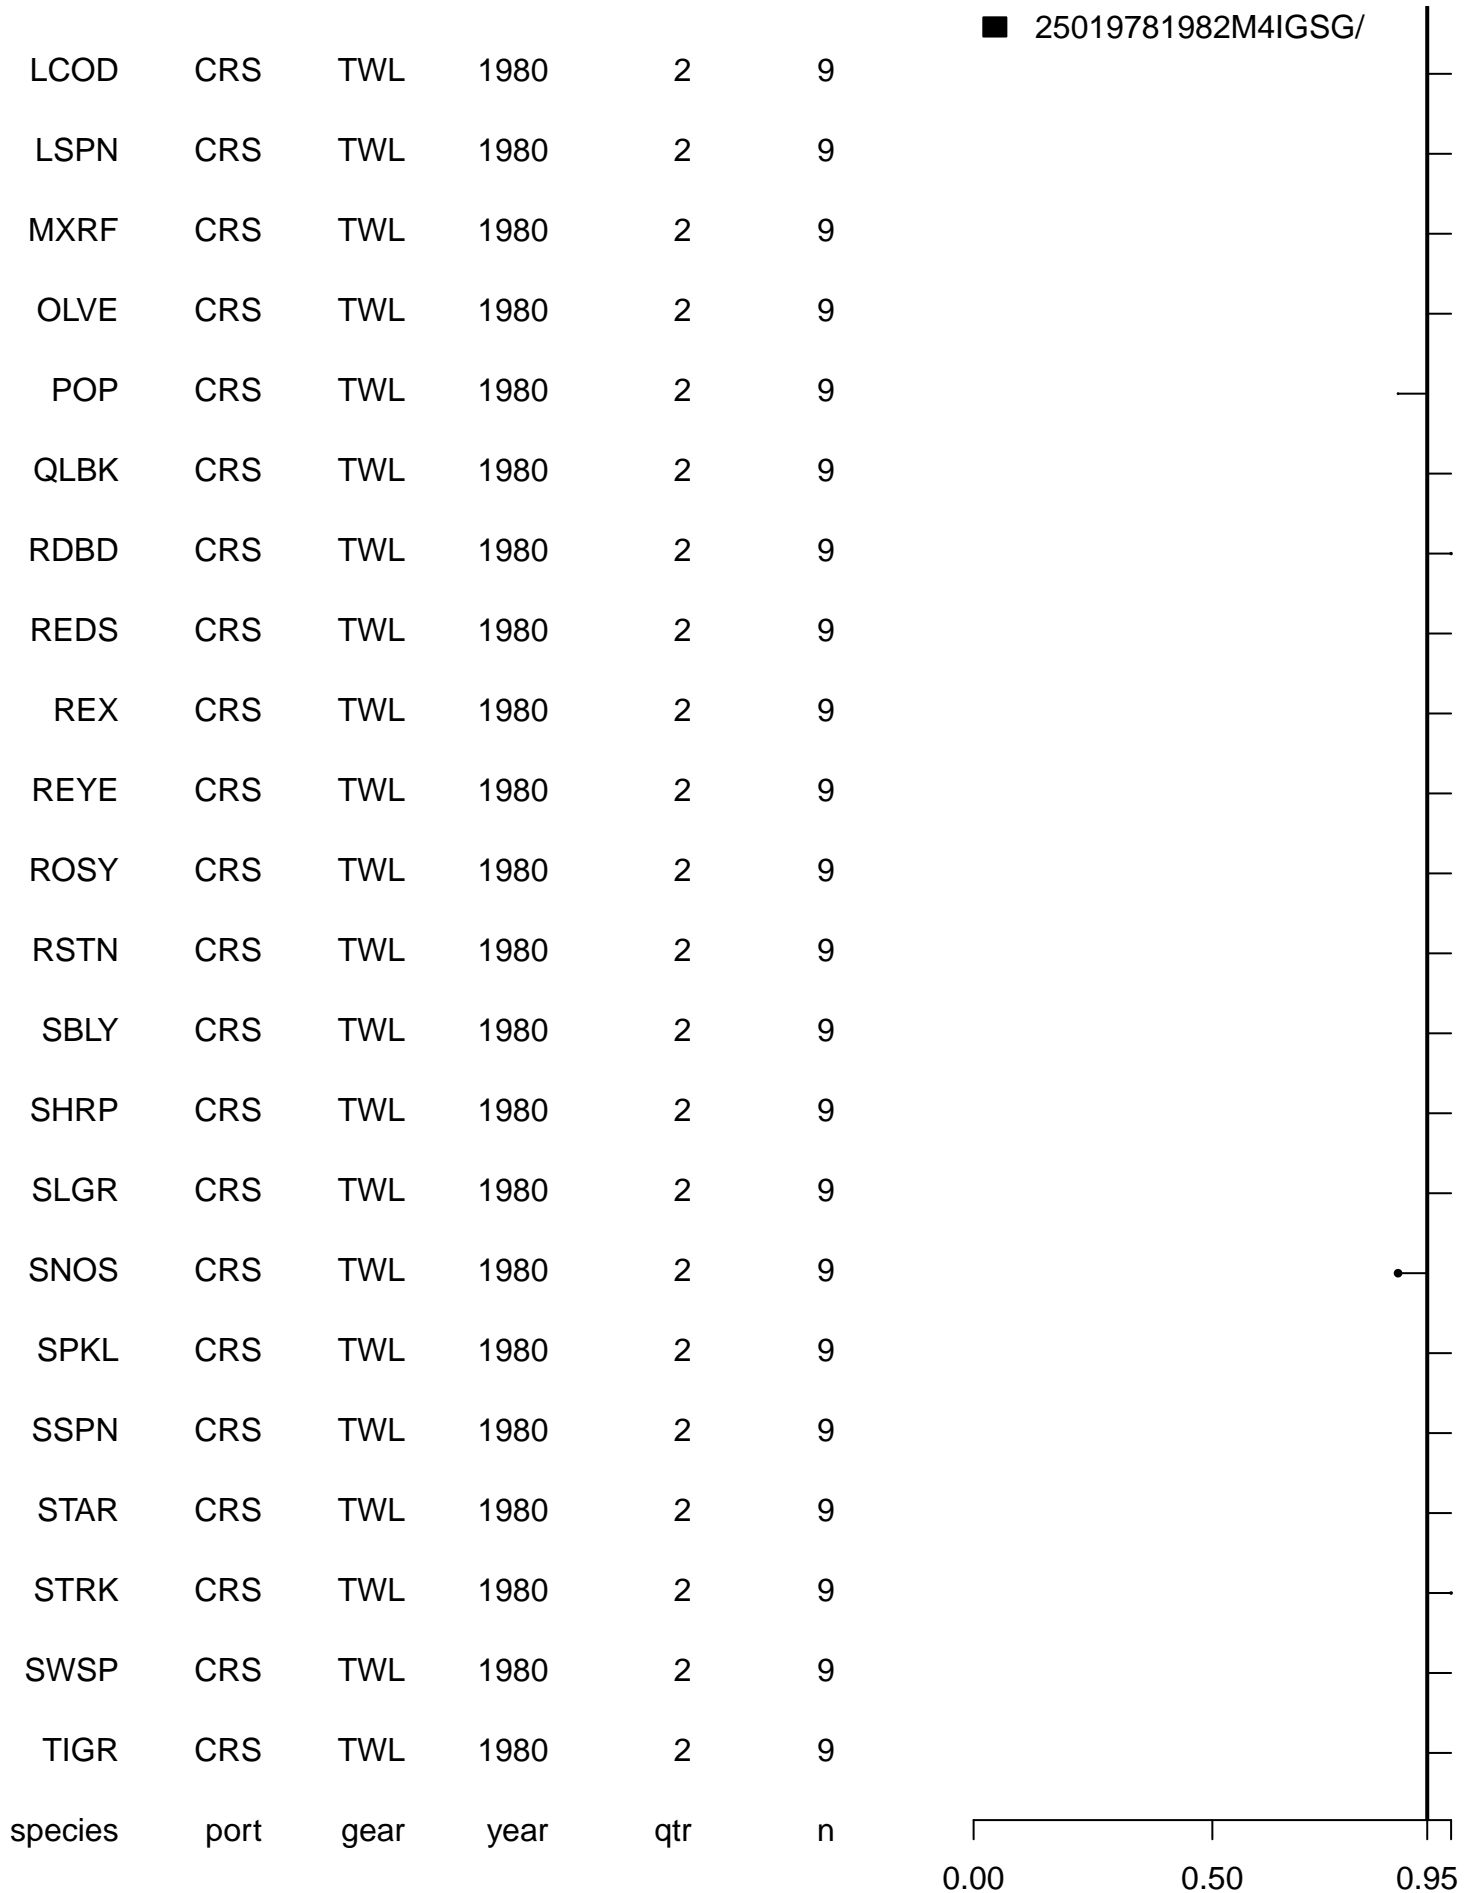 25019781982M4IGSG/
LCOD CRS TWL 1980 2 9
LSPN CRS TWL 1980 2 9
MXRF CRS TWL 1980 2 9
OLVE CRS TWL 1980 2 9
POP CRS TWL 1980 2 9
QLBK CRS TWL 1980 2 9
RDBD CRS TWL 1980 2 9
REDS CRS TWL 1980 2 9
REX CRS TWL 1980 2 9
REYE CRS TWL 1980 2 9
ROSY CRS TWL 1980 2 9
RSTN CRS TWL 1980 2 9
SBLY CRS TWL 1980 2 9
SHRP CRS TWL 1980 2 9
SLGR CRS TWL 1980 2 9
SNOS CRS TWL 1980 2 9
SPKL CRS TWL 1980 2 9
SSPN CRS TWL 1980 2 9
STAR CRS TWL 1980 2 9
STRK CRS TWL 1980 2 9
SWSP CRS TWL 1980 2 9
TIGR CRS TWL 1980 2 9
species port gear year qtr n
0.00 0.50 0.95